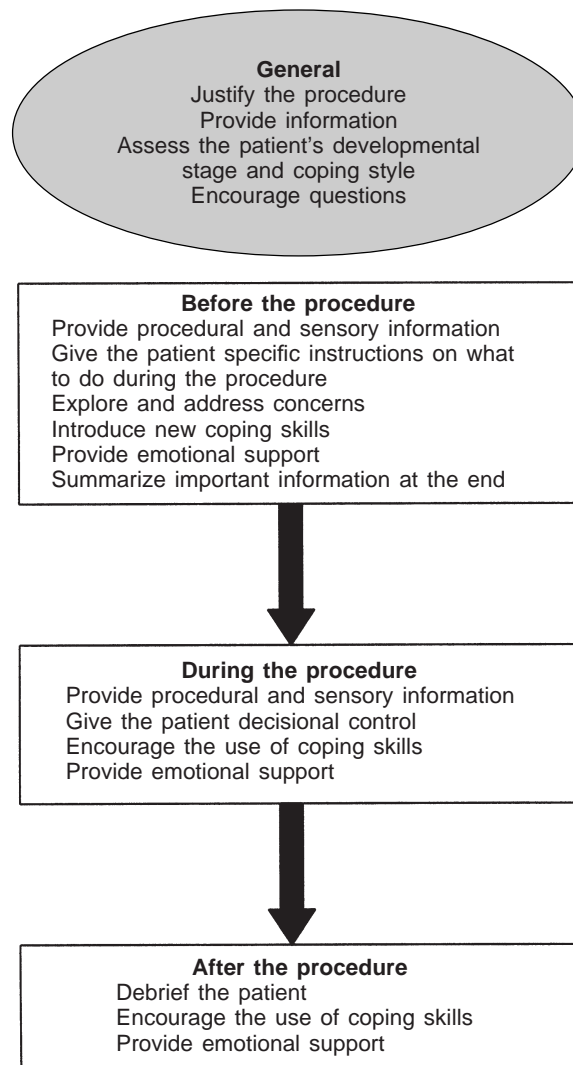 General
Justify the procedure
Provide information
Assess the patient's developmental
stage and coping style
Encourage questions
Before the procedure
Provide procedural and sensory information
Give the patient specific instructions on what
to do during the procedure
Explore and address concerns
Introduce new coping skills
Provide emotional support
Summarize important information at the end
During the procedure
Provide procedural and sensory information
Give the patient decisional control
Encourage the use of coping skills
Provide emotional support
After the procedure
Debrief the patient
Encourage the use of coping skills
Provide emotional support